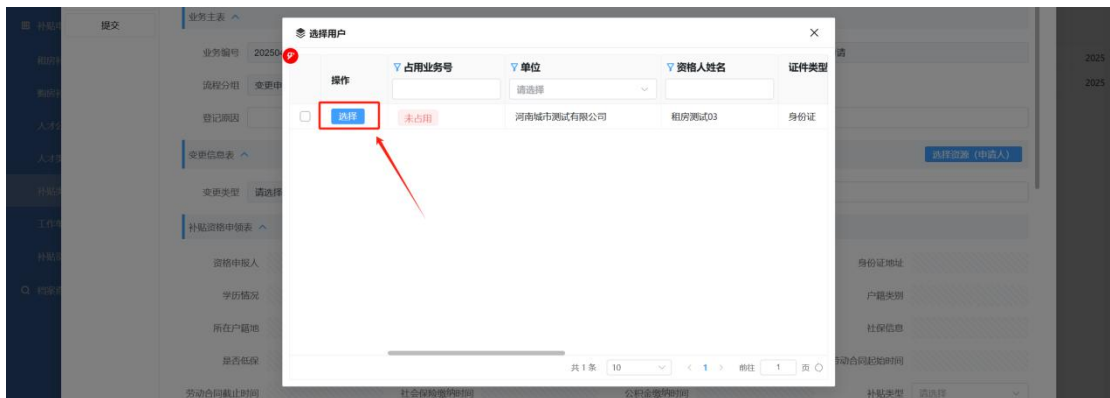 补贴
提交
业务主表
选择用户
业务编号 20250
请
占用业务号 单位 资格人姓名 证件类型
操作
请选择
流程分组 变更申
2025
2025
登记原因
选择 未占用 河南城市测试有限公司 租房测试03 身份证
变更信息表
选择资源（申请人）
变更类型 请选择
补贴资格申领表
资格申报人 身份证地址
学历情况 户籍类别
所在户籍地 社保信息
是否低保 劳动合同起始时间
共 1 条 10 1 前往 1 页
劳动合同截止时间 社会保险缴纳时间 公积金缴纳时间 补贴类型 请选择